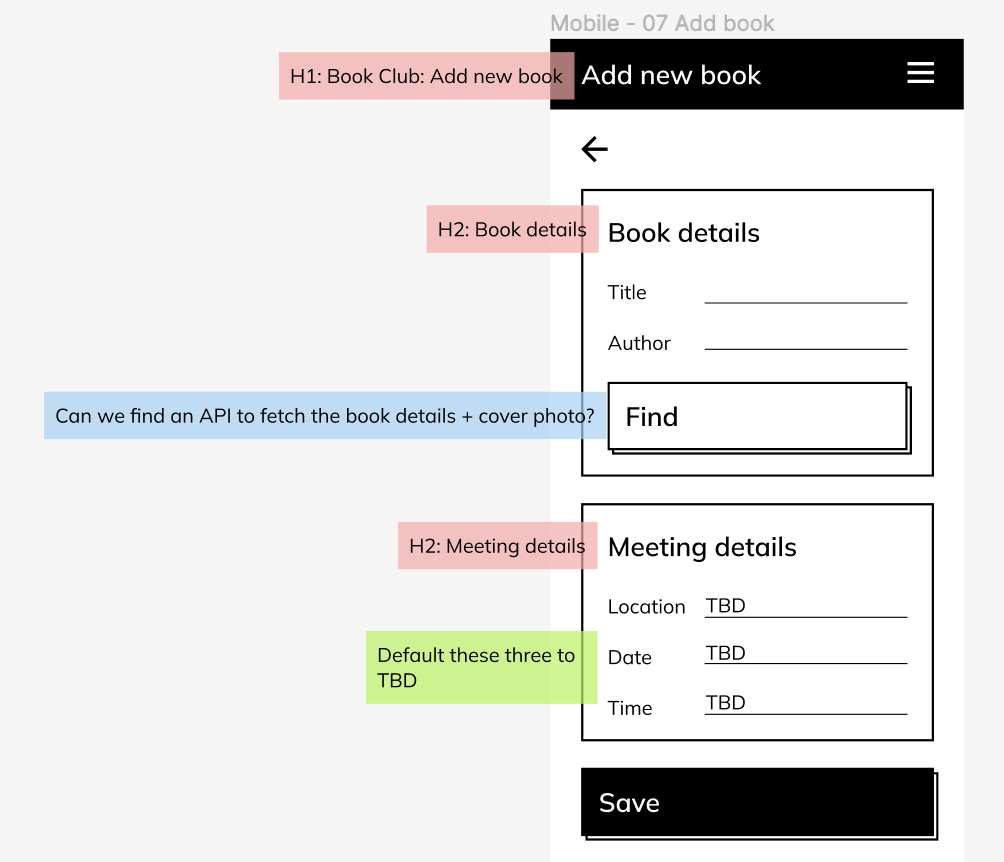 Mobile - 07 Add book
H1: Book Club: Add new book
Add new book
H2: Book details
Book details
Title
Author
Can we find an API to fetch the book details + cover photo?
Find
H2: Meeting details
Meeting details
Location TBD
Default these three to
TBD
Date TBD
Time TBD
Save